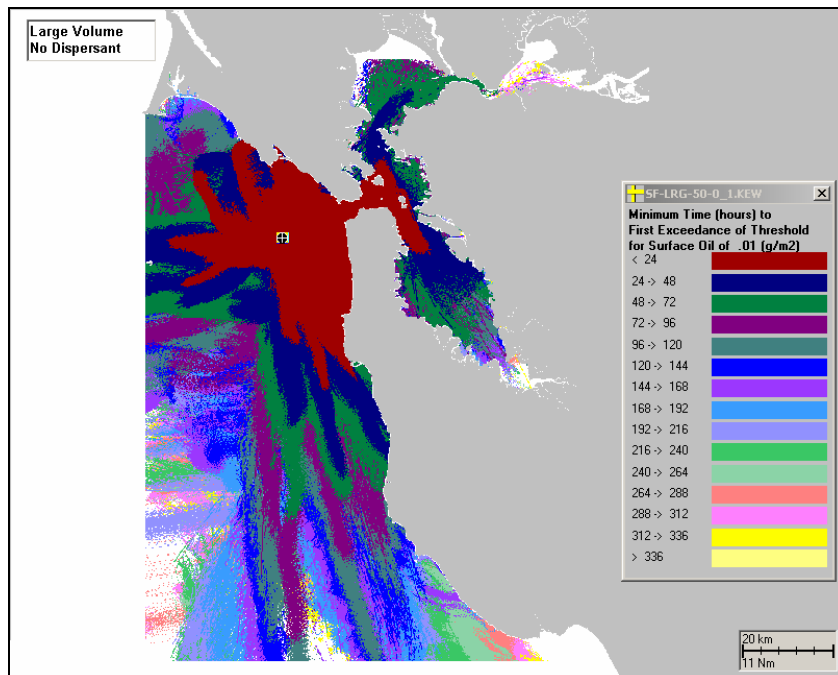 Large Volume
No Dispersant
SF-LRG-50-0_1.KEW
Minimum Time (hours) to
First Exceedance of Threshold
for Surface Oil of .01 (g/m2)
< 24
24 -> 48
48 -> 72
72 -> 96
96 -> 120
120 -> 144
144 -> 168
168 -> 192
192 -> 216
216 -> 240
240 -> 264
264 -> 288
288 -> 312
312 -> 336
> 336
20 km
11 Nm